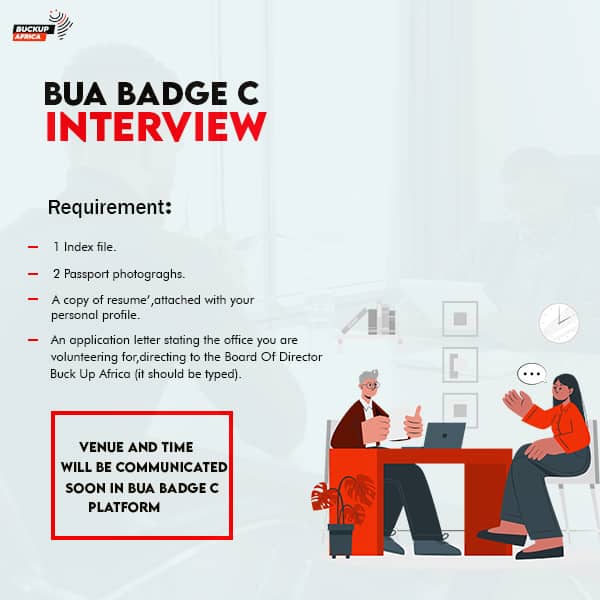 BUCKUP
AFRICA
BUA BADGE C
INTERVIEW
Requirement:
1 Index file.
2 Passport photograghs.
A copy of resume’,attached with your
personal profile.
An application letter stating the office you are
volunteering for,directing to the Board Of Director
Buck Up Africa (it should be typed).
VENUE AND TIME
WILL BE COMMUNICATED
SOON IN BUA BADGE C
PLATFORM